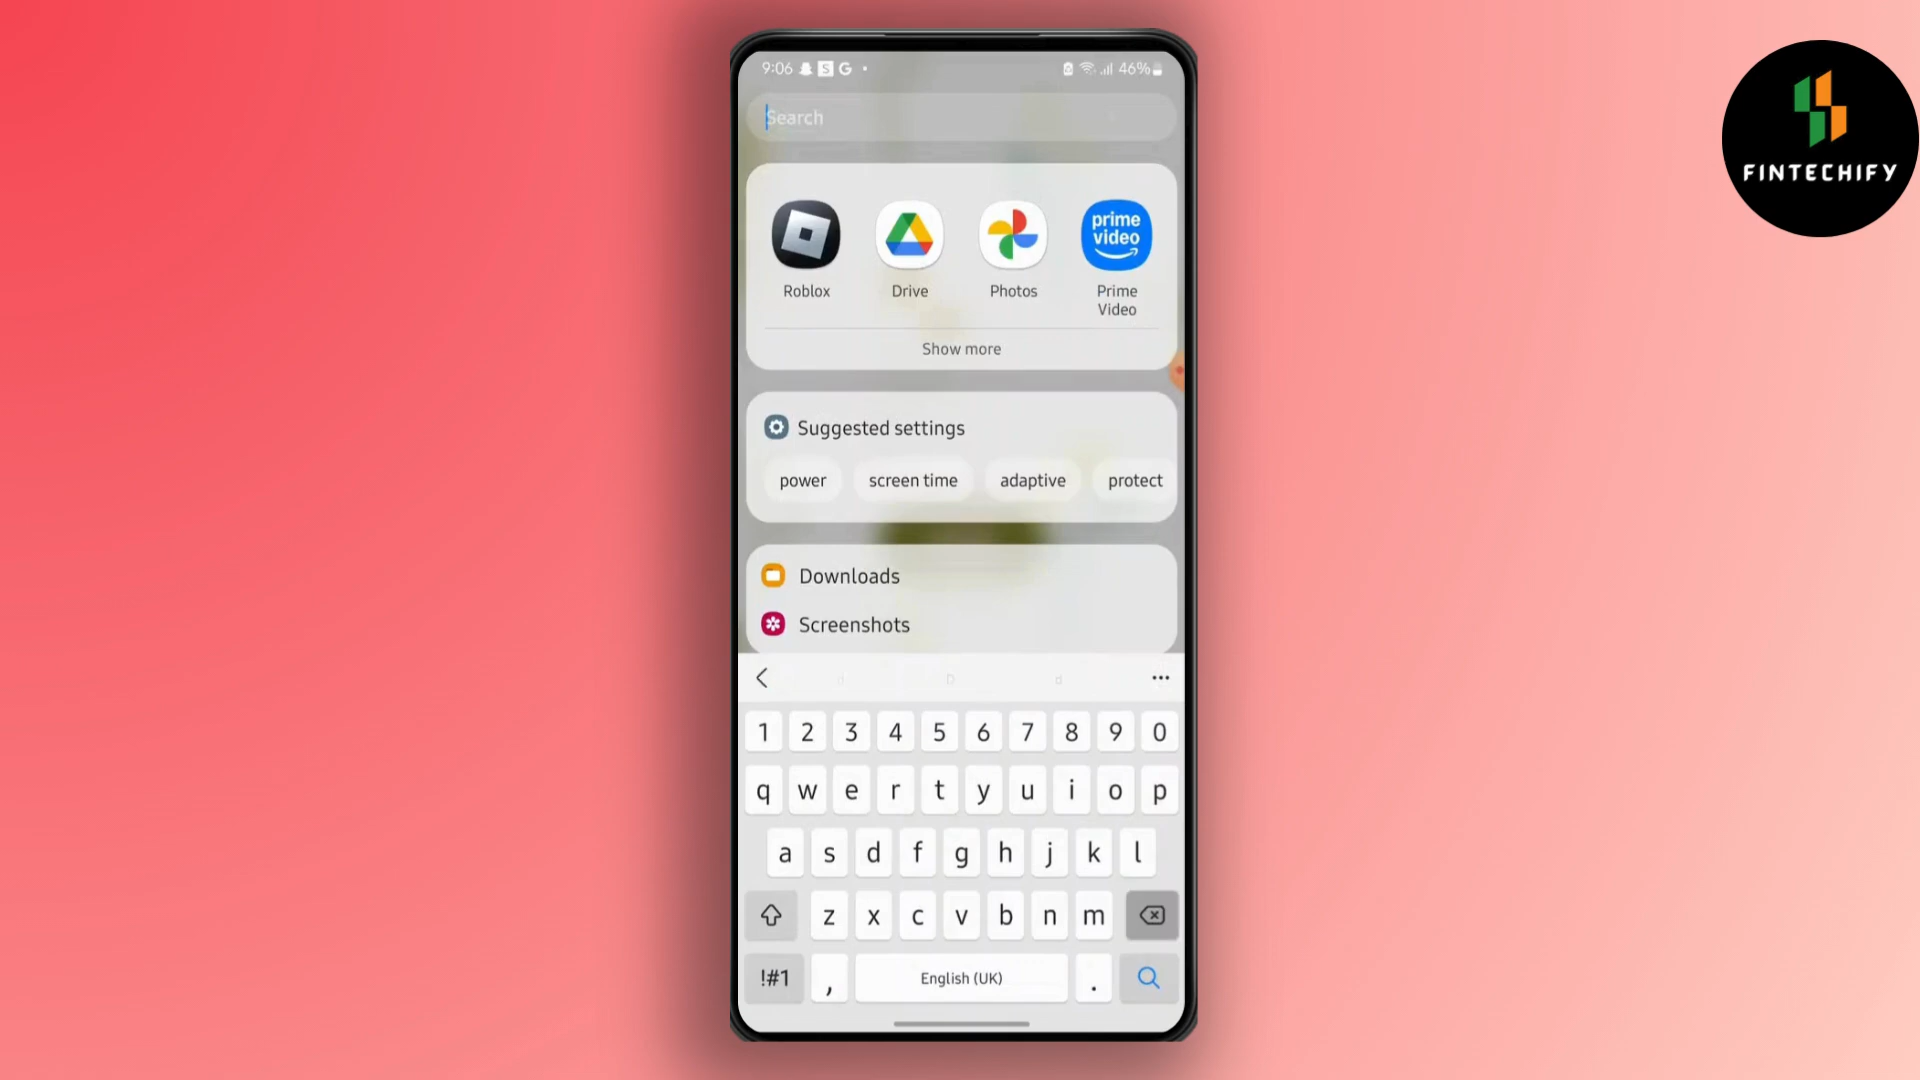 9:06 S G 46%
FINTECHIFY
Search
prime
video
Roblox Drive Photos Prime
Video
Show more
Suggested settings
power screen time adaptive protect
Downloads
Screenshots
d D d
1 2 3 4 5 6 7 8 9 0
q w e r t y u i o p
a s d f g h j k l
z x c v b n m
!#1 , English (UK) .